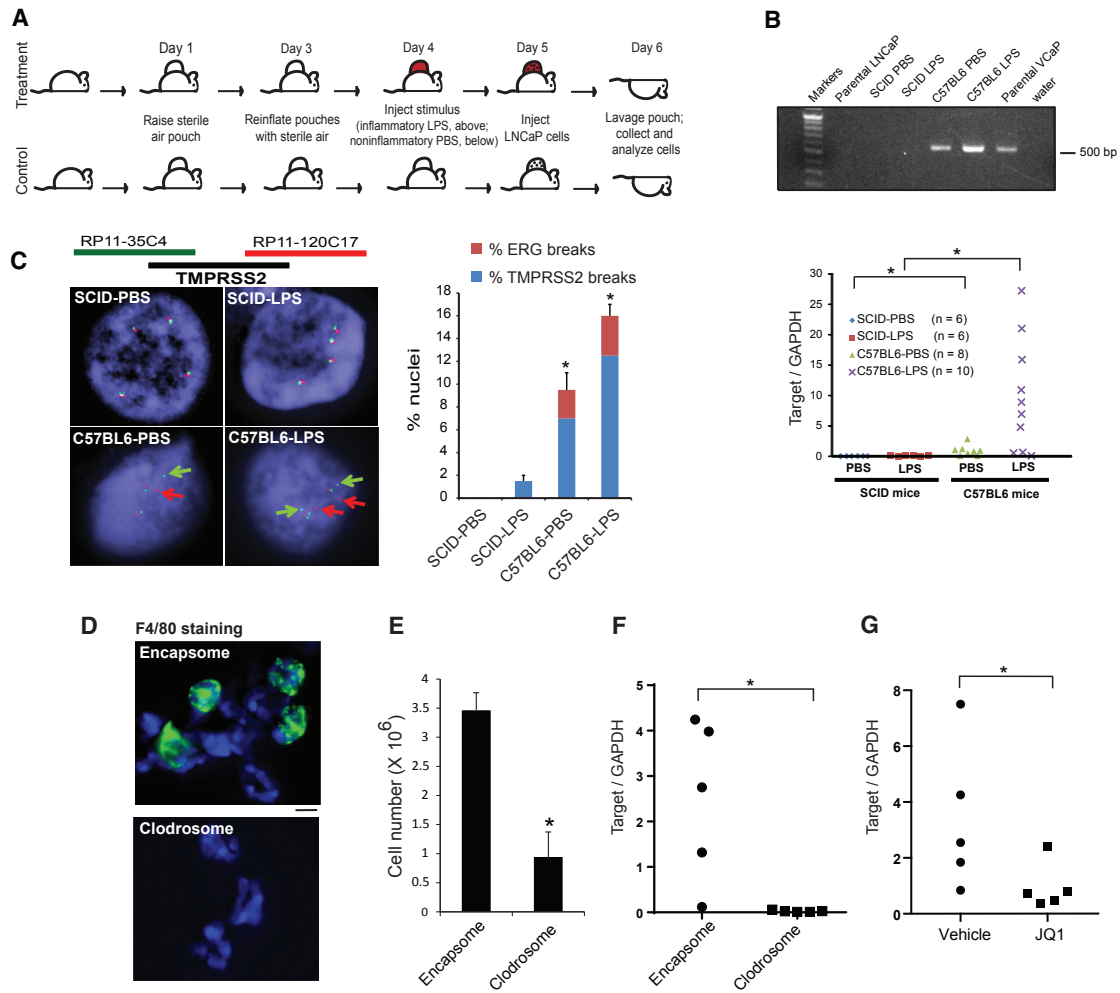 A
Treatment
Control
Day 1
Day 3
Day 4
Day 5
Day 6
Raise sterile
air pouch
Reinflate pouches
with sterile air
Inject stimulus
(inflammatory LPS, above;
noninflammatory PBS, below)
Inject
LNCaP cells
Lavage pouch;
collect and
analyze cells
B
Markers
Parental LNCaP
SCID PBS
SCID LPS
C57BL6 PBS
C57BL6 LPS
Parental VCaP
water
500 bp
*
*
Target / GAPDH
30
25
20
15
10
5
0
SCID-PBS (n = 6)
SCID-LPS (n = 6)
C57BL6-PBS (n = 8)
C57BL6-LPS (n = 10)
PBS LPS PBS LPS
SCID mice C57BL6 mice
C
RP11-35C4 RP11-120C17
TMPRSS2
SCID-PBS
SCID-LPS
C57BL6-PBS
C57BL6-LPS
% ERG breaks
% TMPRSS2 breaks
% nuclei
18
16
14
12
10
8
6
4
2
0
*
*
SCID-PBS
SCID-LPS
C57BL6-PBS
C57BL6-LPS
D
F4/80 staining
Encapsome
Clodrosome
E
Cell number (X 10⁶)
4
3.5
3
2.5
2
1.5
1
0.5
0
*
Encapsome
Clodrosome
F
*
Target / GAPDH
5
4
3
2
1
0
Encapsome
Clodrosome
G
*
Target / GAPDH
8
6
4
2
0
Vehicle JQ1